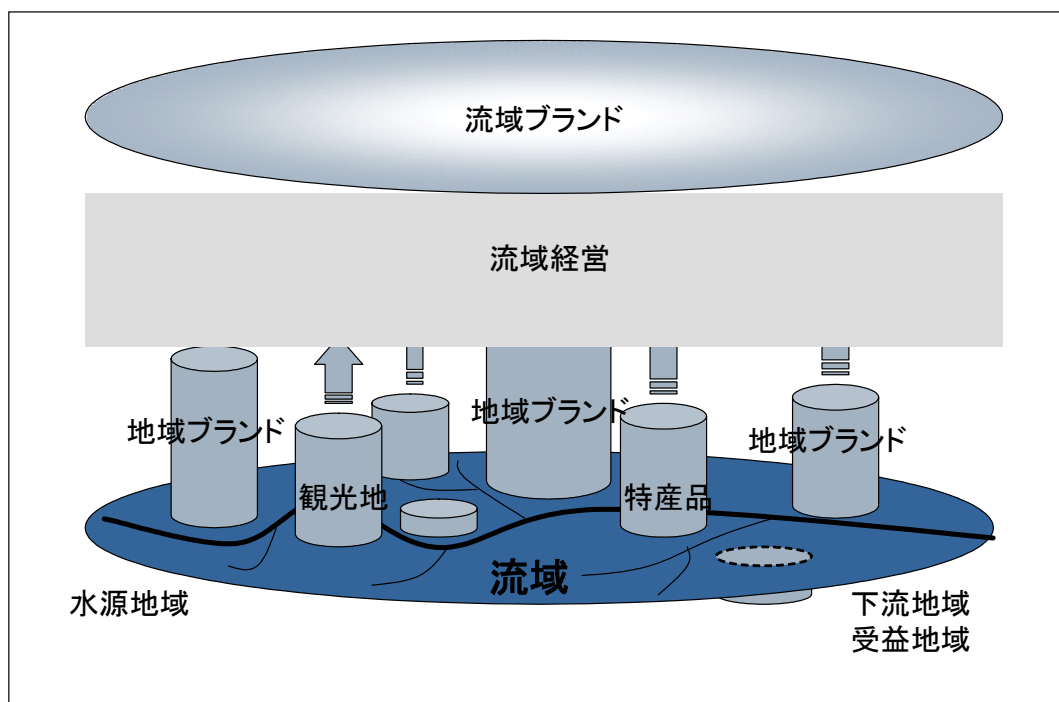 流域ブランド
流域経営
地域ブランド
地域ブランド
地域ブランド
観光地
特産品
流域
水源地域
下流地域
受益地域